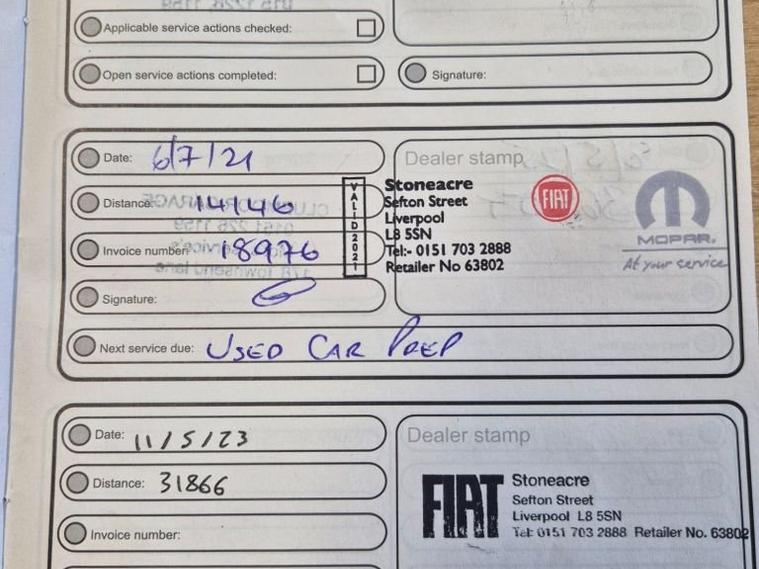 Applicable service actions checked:
Open service actions completed:
Signature:
Date: 6/7/21
Dealer stamp
Distance: 14146
Invoice number: 18976
Signature:
Next service due: USED CAR PREP
VALID 2021
Stoneacre
Sefton Street
Liverpool
L8 5SN
Tel:- 0151 703 2888
Retailer No 63802
FIAT
MOPAR.
At your service
Date: 11/5/23
Dealer stamp
Distance: 31866
Invoice number:
FIAT
Stoneacre
Sefton Street
Liverpool L8 5SN
Tel: 0151 703 2888 Retailer No. 63802